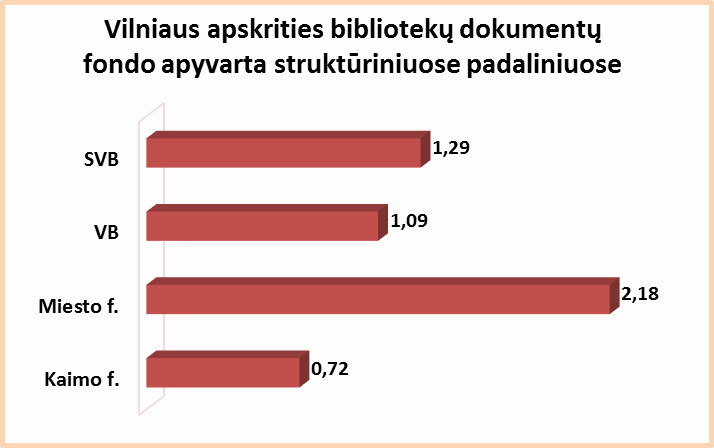 Vilniaus apskrities bibliotekų dokumentų
fondo apyvarta struktūriniuose padaliniuose
SVB 1,29
VB 1,09
Miesto f. 2,18
Kaimo f. 0,72